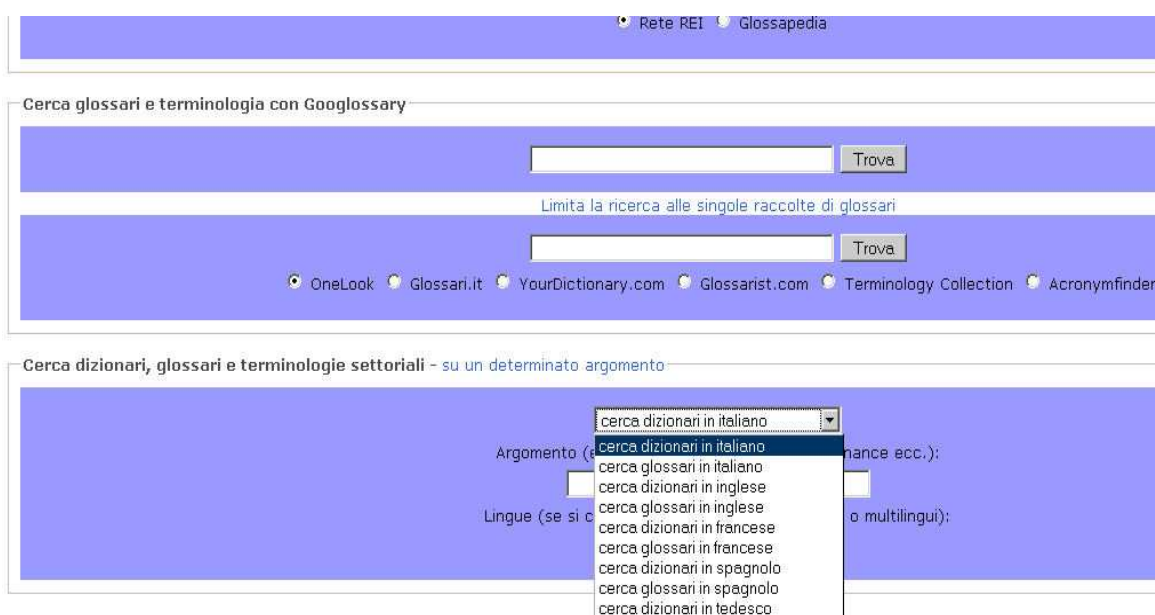 Rete REI Glossapedia
Cerca glossari e terminologia con Googlossary
Trova
Limita la ricerca alle singole raccolte di glossari
Trova
OneLook Glossari.it YourDictionary.com Glossarist.com Terminology Collection Acronymfinder
Cerca dizionari, glossari e terminologie settoriali - su un determinato argomento
cerca dizionari in italiano
cerca dizionari in italiano
Argomento (e nance ecc.):
cerca glossari in italiano
cerca dizionari in inglese
cerca glossari in inglese
Lingue (se si c o multilingui):
cerca dizionari in francese
cerca glossari in francese
cerca dizionari in spagnolo
cerca glossari in spagnolo
cerca dizionari in tedesco